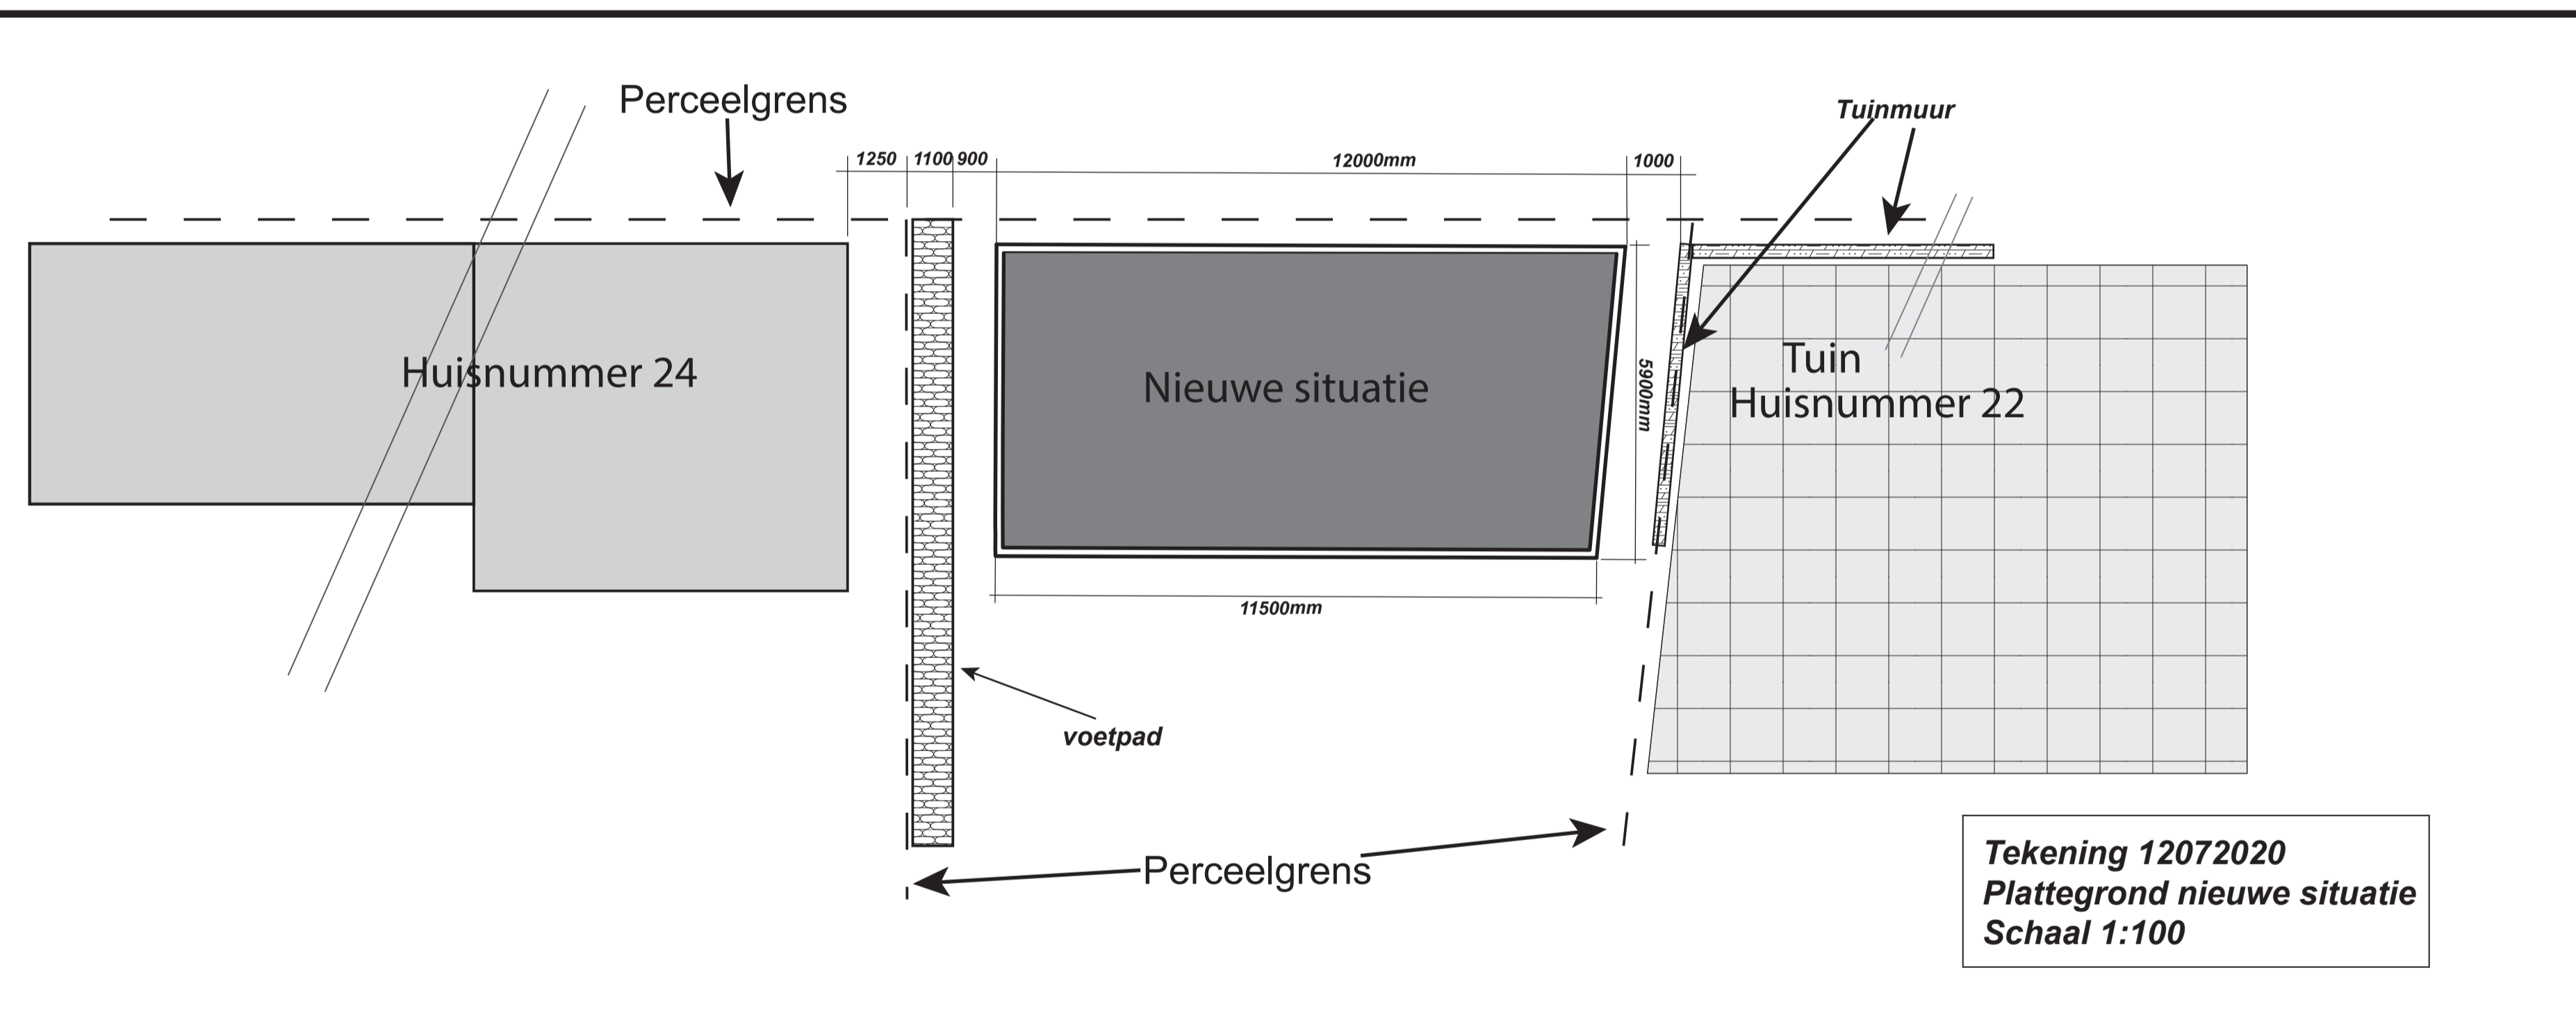 Perceelgrens
Tuinmuur
1250 1100 900 12000mm 1000
Huisnummer 24
Nieuwe situatie
5900mm
Tuin
Huisnummer 22
11500mm
voetpad
Perceelgrens
Tekening 12072020
Plattegrond nieuwe situatie
Schaal 1:100